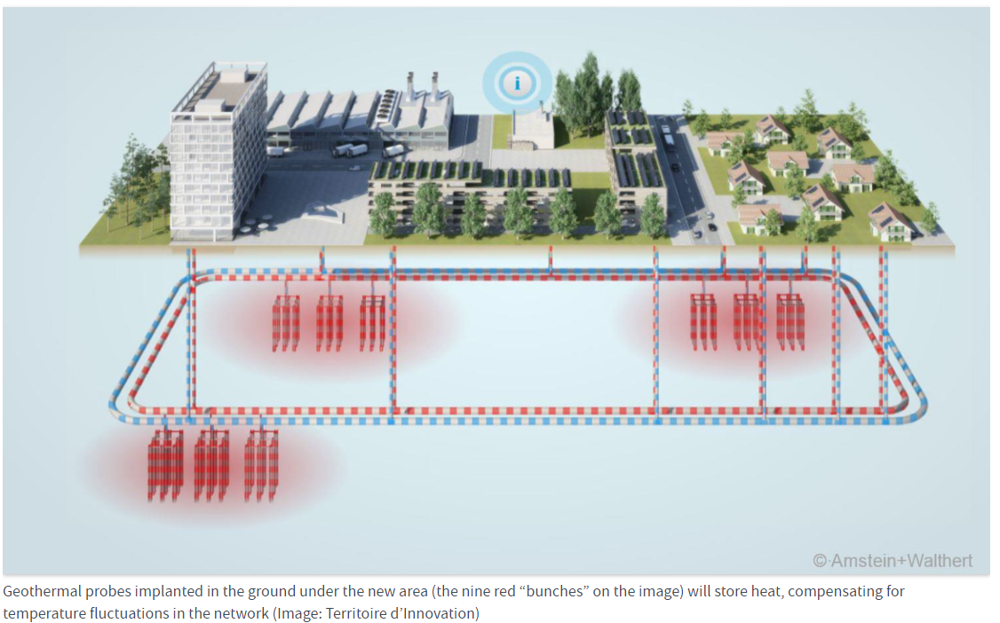 i
© Amstein+Walthert
Geothermal probes implanted in the ground under the new area (the nine red “bunches” on the image) will store heat, compensating for
temperature fluctuations in the network (Image: Territoire d’Innovation)